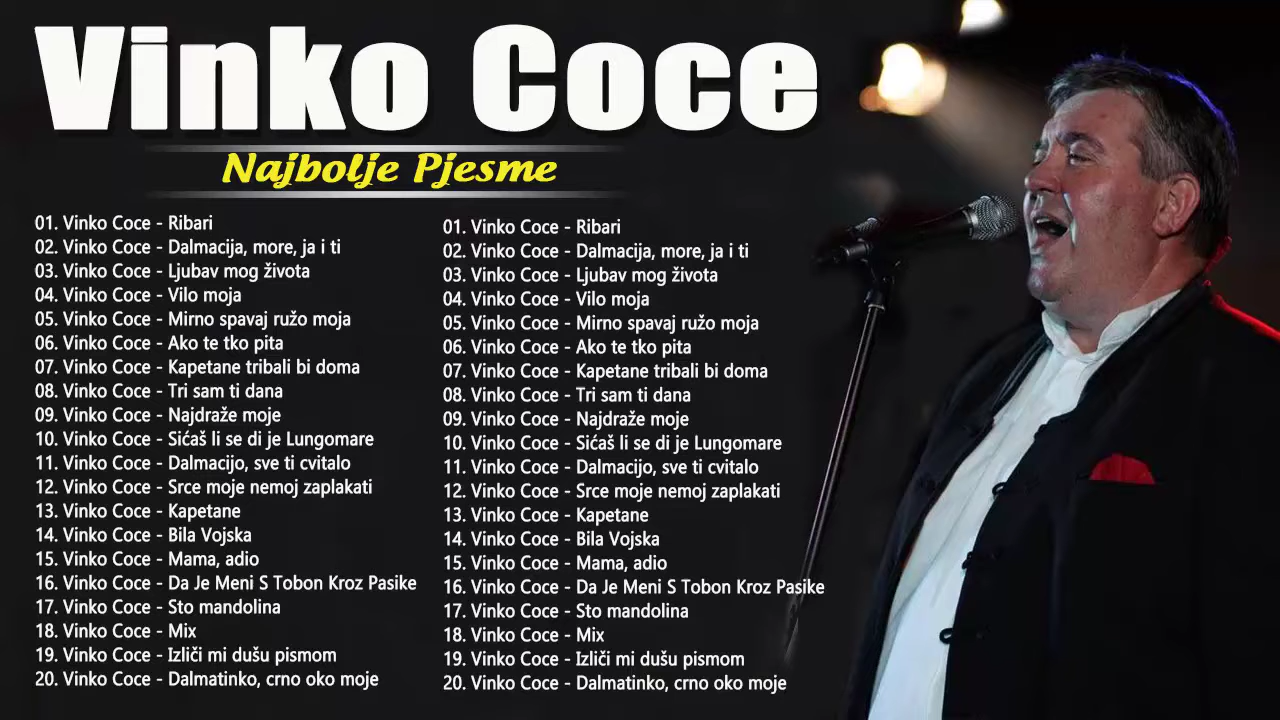 Vinko Coce
Najbolje Pjesme
01. Vinko Coce - Ribari
02. Vinko Coce - Dalmacija, more, ja i ti
03. Vinko Coce - Ljubav mog života
04. Vinko Coce - Vilo moja
05. Vinko Coce - Mirno spavaj ružo moja
06. Vinko Coce - Ako te tko pita
07. Vinko Coce - Kapetane tribali bi doma
08. Vinko Coce - Tri sam ti dana
09. Vinko Coce - Najdraže moje
10. Vinko Coce - Sićaš li se di je Lungomare
11. Vinko Coce - Dalmacijo, sve ti cvitalo
12. Vinko Coce - Srce moje nemoj zaplakati
13. Vinko Coce - Kapetane
14. Vinko Coce - Bila Vojska
15. Vinko Coce - Mama, adio
16. Vinko Coce - Da Je Meni S Tobon Kroz Pasike
17. Vinko Coce - Sto mandolina
18. Vinko Coce - Mix
19. Vinko Coce - Izliči mi dušu pismom
20. Vinko Coce - Dalmatinko, crno oko moje
01. Vinko Coce - Ribari
02. Vinko Coce - Dalmacija, more, ja i ti
03. Vinko Coce - Ljubav mog života
04. Vinko Coce - Vilo moja
05. Vinko Coce - Mirno spavaj ružo moja
06. Vinko Coce - Ako te tko pita
07. Vinko Coce - Kapetane tribali bi doma
08. Vinko Coce - Tri sam ti dana
09. Vinko Coce - Najdraže moje
10. Vinko Coce - Sićaš li se di je Lungomare
11. Vinko Coce - Dalmacijo, sve ti cvitalo
12. Vinko Coce - Srce moje nemoj zaplakati
13. Vinko Coce - Kapetane
14. Vinko Coce - Bila Vojska
15. Vinko Coce - Mama, adio
16. Vinko Coce - Da Je Meni S Tobon Kroz Pasike
17. Vinko Coce - Sto mandolina
18. Vinko Coce - Mix
19. Vinko Coce - Izliči mi dušu pismom
20. Vinko Coce - Dalmatinko, crno oko moje